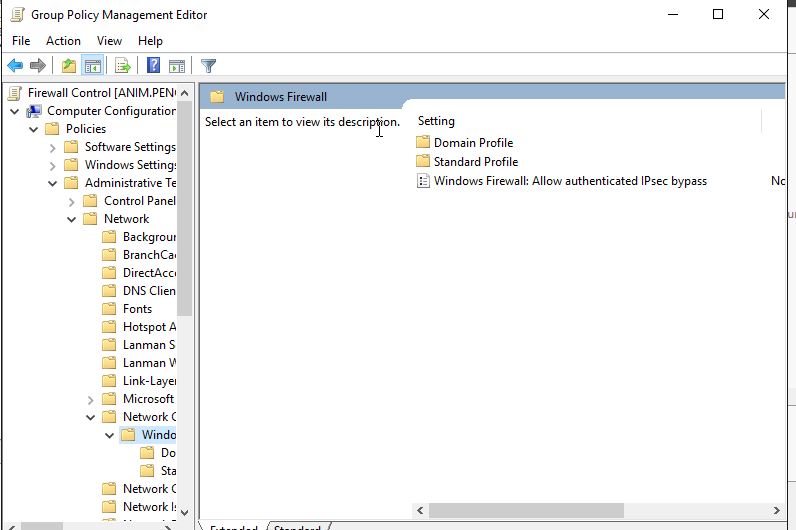 Group Policy Management Editor
File Action View Help
Firewall Control [ANIM.PEN
Computer Configuration
Policies
Software Settings
Windows Settings
Administrative Te
Control Panel
Network
Backgrour
BranchCa
DirectAcc
DNS Clien
Fonts
Hotspot A
Lanman S
Lanman W
Link-Layer
Microsoft
Network C
Windo
Do
Sta
Network C
Network Is
Windows Firewall
Select an item to view its description.
Setting
Domain Profile
Standard Profile
Windows Firewall: Allow authenticated IPsec bypass No
Extended Standard